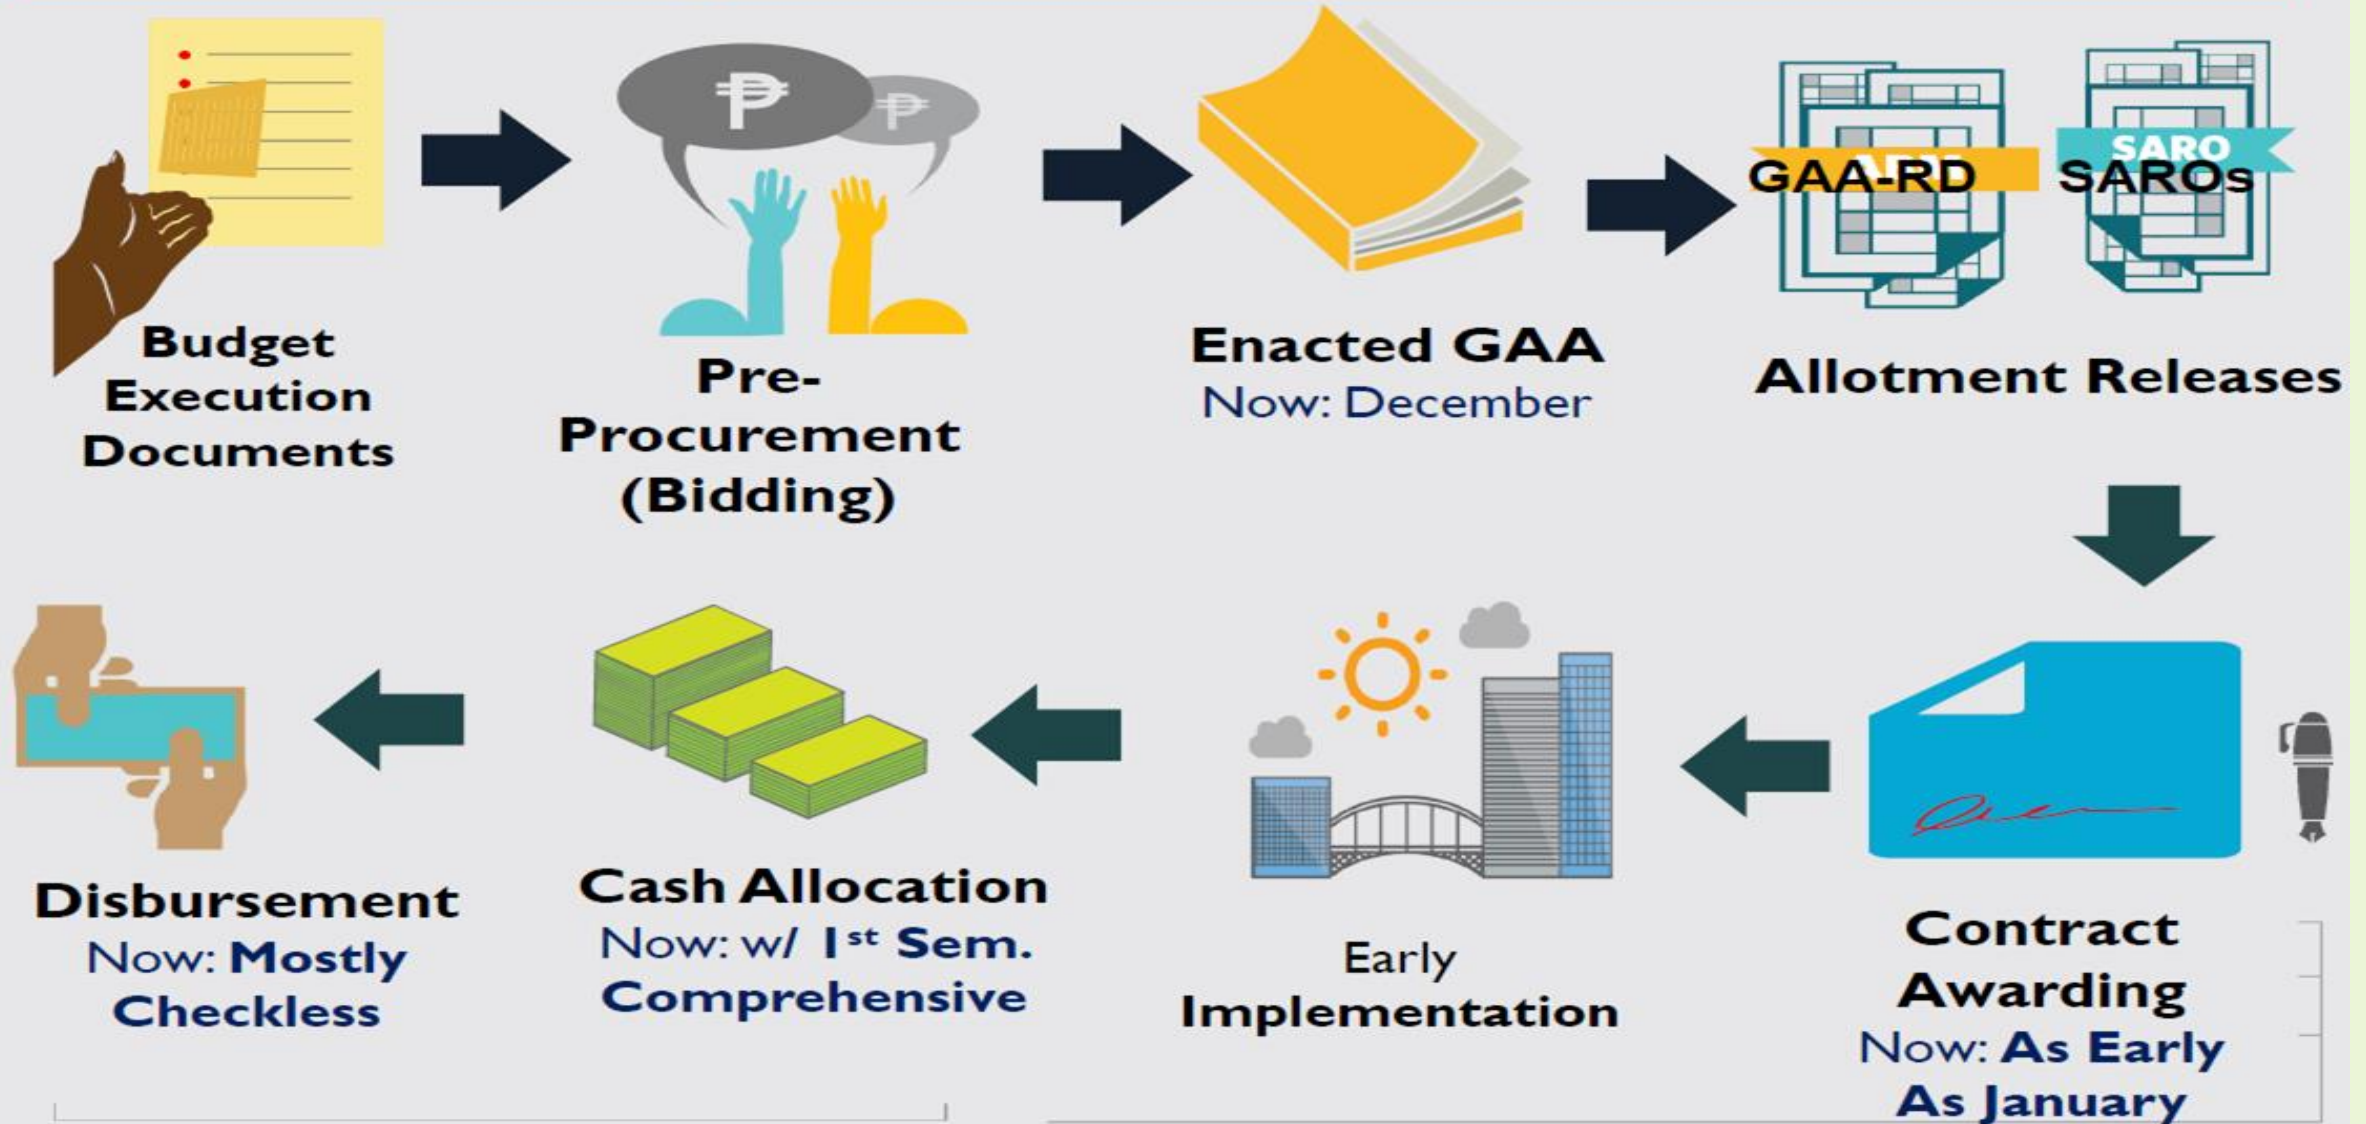 Budget
Execution
Documents
₱ ₱
Pre-
Procurement
(Bidding)
Enacted GAA
Now: December
SARO
GAA-RD SAROs
Allotment Releases
Contract
Awarding
Now: As Early
As January
Early
Implementation
Cash Allocation
Now: w/ 1st Sem.
Comprehensive
Disbursement
Now: Mostly
Checkless